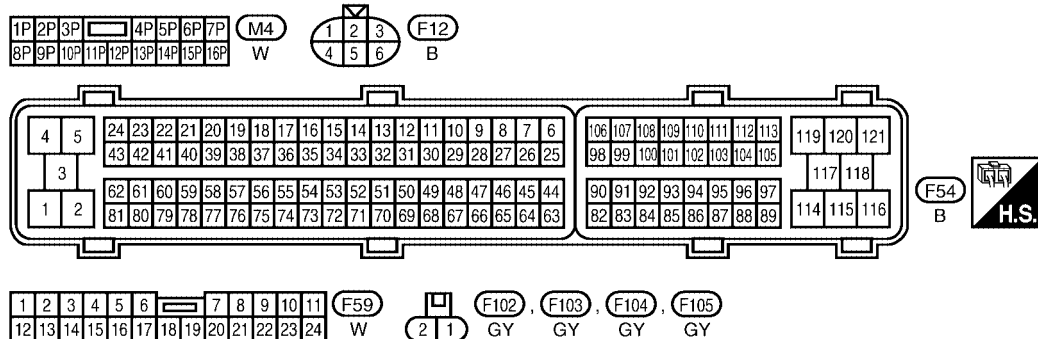 1P 2P 3P 4P 5P 6P 7P M4
8P 9P 10P 11P 12P 13P 14P 15P 16P W
1 2 3 F12
4 5 6 B
4 5 24 23 22 21 20 19 18 17 16 15 14 13 12 11 10 9 8 7 6 106 107 108 109 110 111 112 113 119 120 121
43 42 41 40 39 38 37 36 35 34 33 32 31 30 29 28 27 26 25 98 99 100 101 102 103 104 105
3 117 118
62 61 60 59 58 57 56 55 54 53 52 51 50 49 48 47 46 45 44 90 91 92 93 94 95 96 97
1 2 81 80 79 78 77 76 75 74 73 72 71 70 69 68 67 66 65 64 63 82 83 84 85 86 87 88 89 114 115 116
F54
B
H.S.
1 2 3 4 5 6 7 8 9 10 11 F59
12 13 14 15 16 17 18 19 20 21 22 23 24 W
2 1
F102 , F103 , F104 , F105
GY GY GY GY